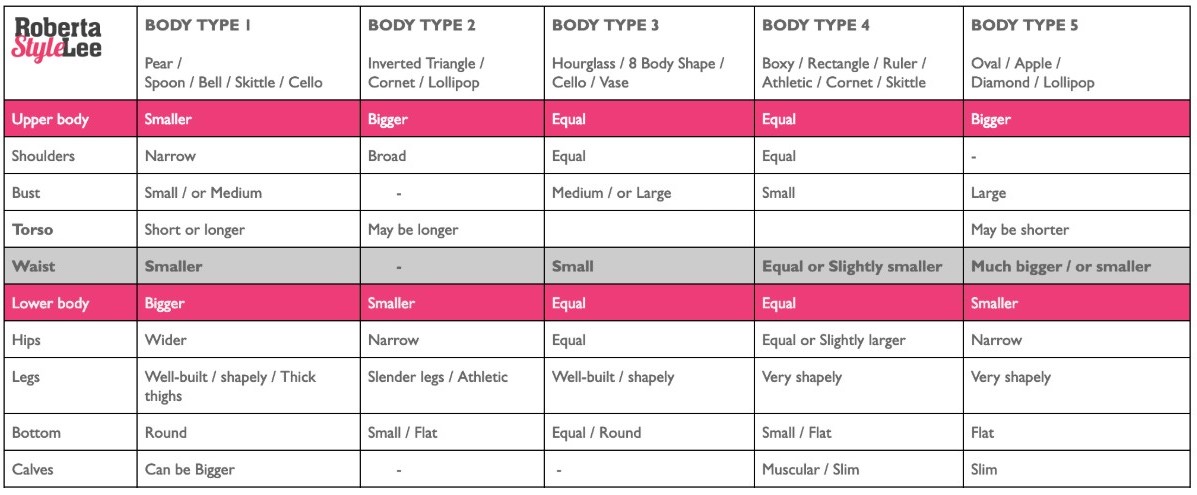 Roberta
StyleLee
BODY TYPE 1
Pear /
Spoon / Bell / Skittle / Cello
BODY TYPE 2
Inverted Triangle /
Cornet / Lollipop
BODY TYPE 3
Hourglass / 8 Body Shape /
Cello / Vase
BODY TYPE 4
Boxy / Rectangle / Ruler /
Athletic / Cornet / Skittle
BODY TYPE 5
Oval / Apple /
Diamond / Lollipop
Upper body Smaller Bigger Equal Equal Bigger
Shoulders Narrow Broad Equal Equal -
Bust Small / or Medium - Medium / or Large Small Large
Torso Short or longer May be longer May be shorter
Waist Smaller - Small Equal or Slightly smaller Much bigger / or smaller
Lower body Bigger Smaller Equal Equal Smaller
Hips Wider Narrow Equal Equal or Slightly larger Narrow
Legs Well-built / shapely / Thick Slender legs / Athletic Well-built / shapely Very shapely Very shapely
thighs
Bottom Round Small / Flat Equal / Round Small / Flat Flat
Calves Can be Bigger - - Muscular / Slim Slim